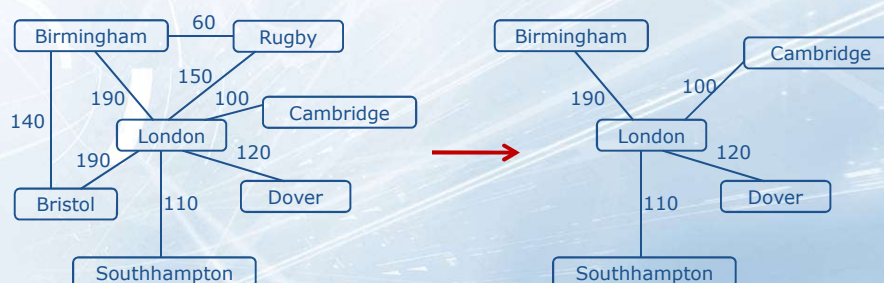 60
Birmingham
Rugby
150
190
100
Cambridge
140
London
190
120
Bristol
110
Dover
Southhampton
Birmingham
Cambridge
190
100
London
120
110
Dover
Southhampton